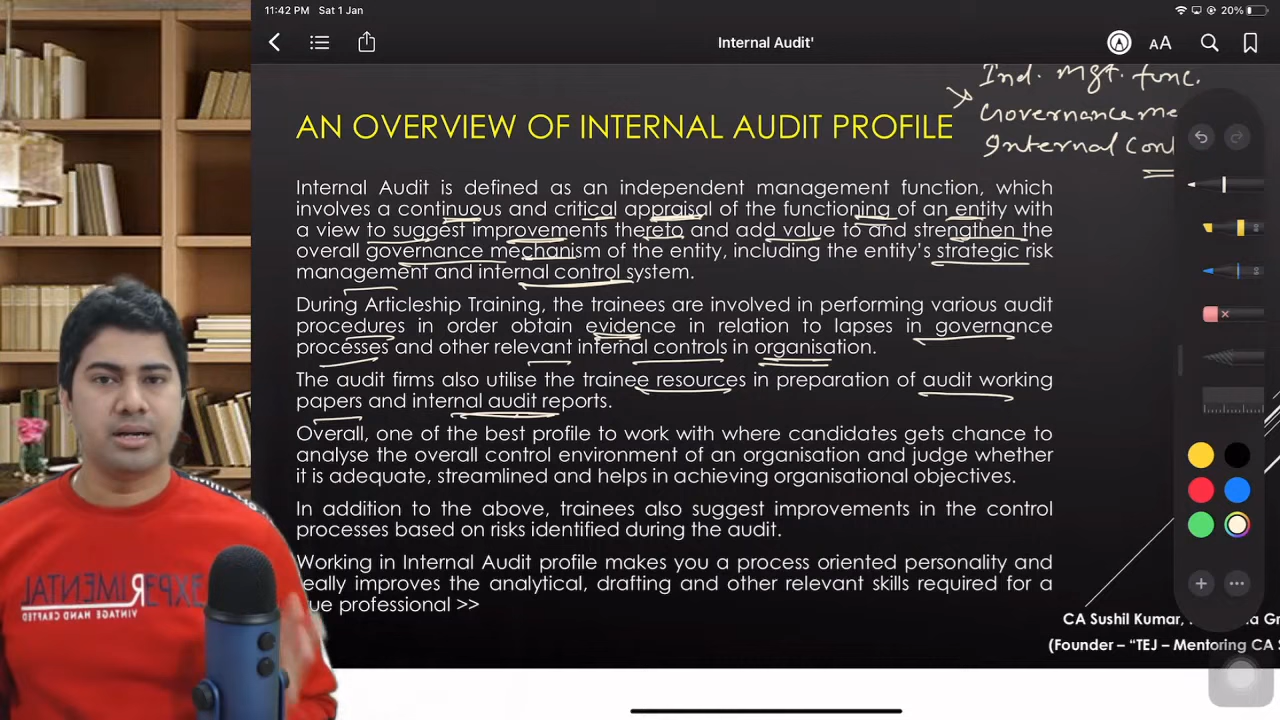 11:42 PM Sat 1 Jan
20%
Internal Audit'
AA
Ind. Mgt. func.
Governance me
Internal Cont
AN OVERVIEW OF INTERNAL AUDIT PROFILE
Internal Audit is defined as an independent management function, which
involves a continuous and critical appraisal of the functioning of an entity with
a view to suggest improvements thereto and add value to and strengthen the
overall governance mechanism of the entity, including the entity's strategic risk
management and internal control system.
During Articleship Training, the trainees are involved in performing various audit
procedures in order obtain evidence in relation to lapses in governance
processes and other relevant internal controls in organisation.
The audit firms also utilise the trainee resources in preparation of audit working
papers and internal audit reports.
Overall, one of the best profile to work with where candidates gets chance to
analyse the overall control environment of an organisation and judge whether
it is adequate, streamlined and helps in achieving organisational objectives.
In addition to the above, trainees also suggest improvements in the control
processes based on risks identified during the audit.
Working in Internal Audit profile makes you a process oriented personality and
eally improves the analytical, drafting and other relevant skills required for a
ue professional >>
CA Sushil Kumar,
(Founder – "TEJ – Mentoring CA S
VINTAGE HAND CRAFTED